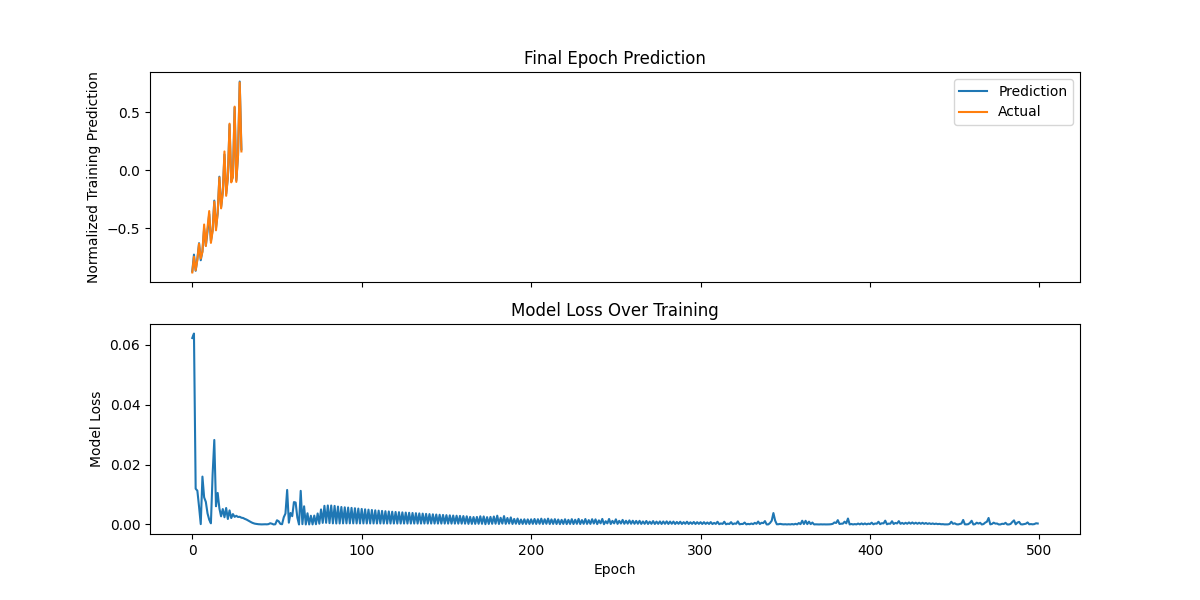 Final Epoch Prediction
Normalized Training Prediction
0.5
0.0
−0.5
Prediction
Actual
Model Loss Over Training
Model Loss
0.06
0.04
0.02
0.00
0 100 200 300 400 500
Epoch